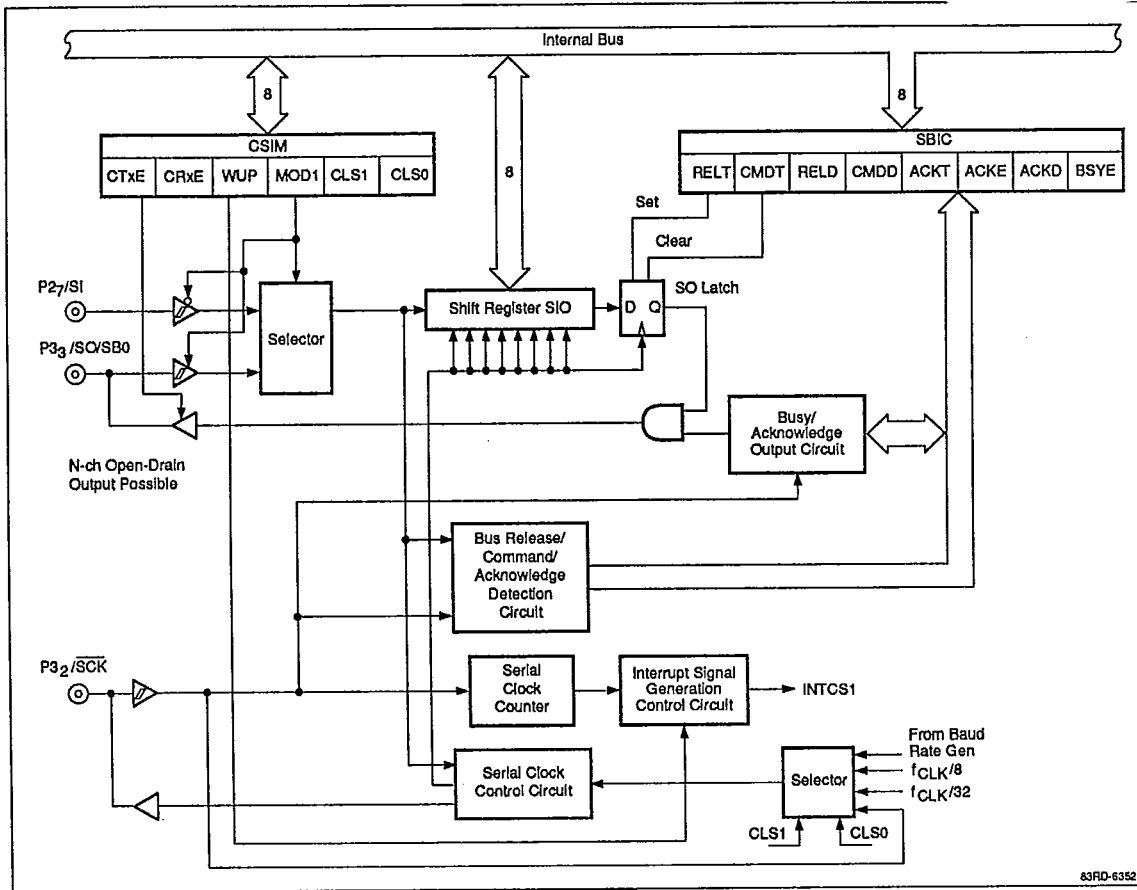 Internal Bus
8
8
8
CSIM
CTxE CRxE WUP MOD1 CLS1 CLS0
SBIC
RELT CMDT RELD CMDD ACKT ACKE ACKD BSYE
Set
Clear
SO Latch
P27/SI
P33/SO/SB0
Selector
Shift Register SIO
D Q
N-ch Open-Drain
Output Possible
Busy/
Acknowledge
Output Circuit
Bus Release/
Command/
Acknowledge
Detection
Circuit
P32/S̅C̅K̅
Serial
Clock
Counter
Interrupt Signal
Generation
Control Circuit
INTCS1
Serial Clock
Control Circuit
Selector
From Baud
Rate Gen
fCLK/8
fCLK/32
CLS1
CLS0
83RD-6352